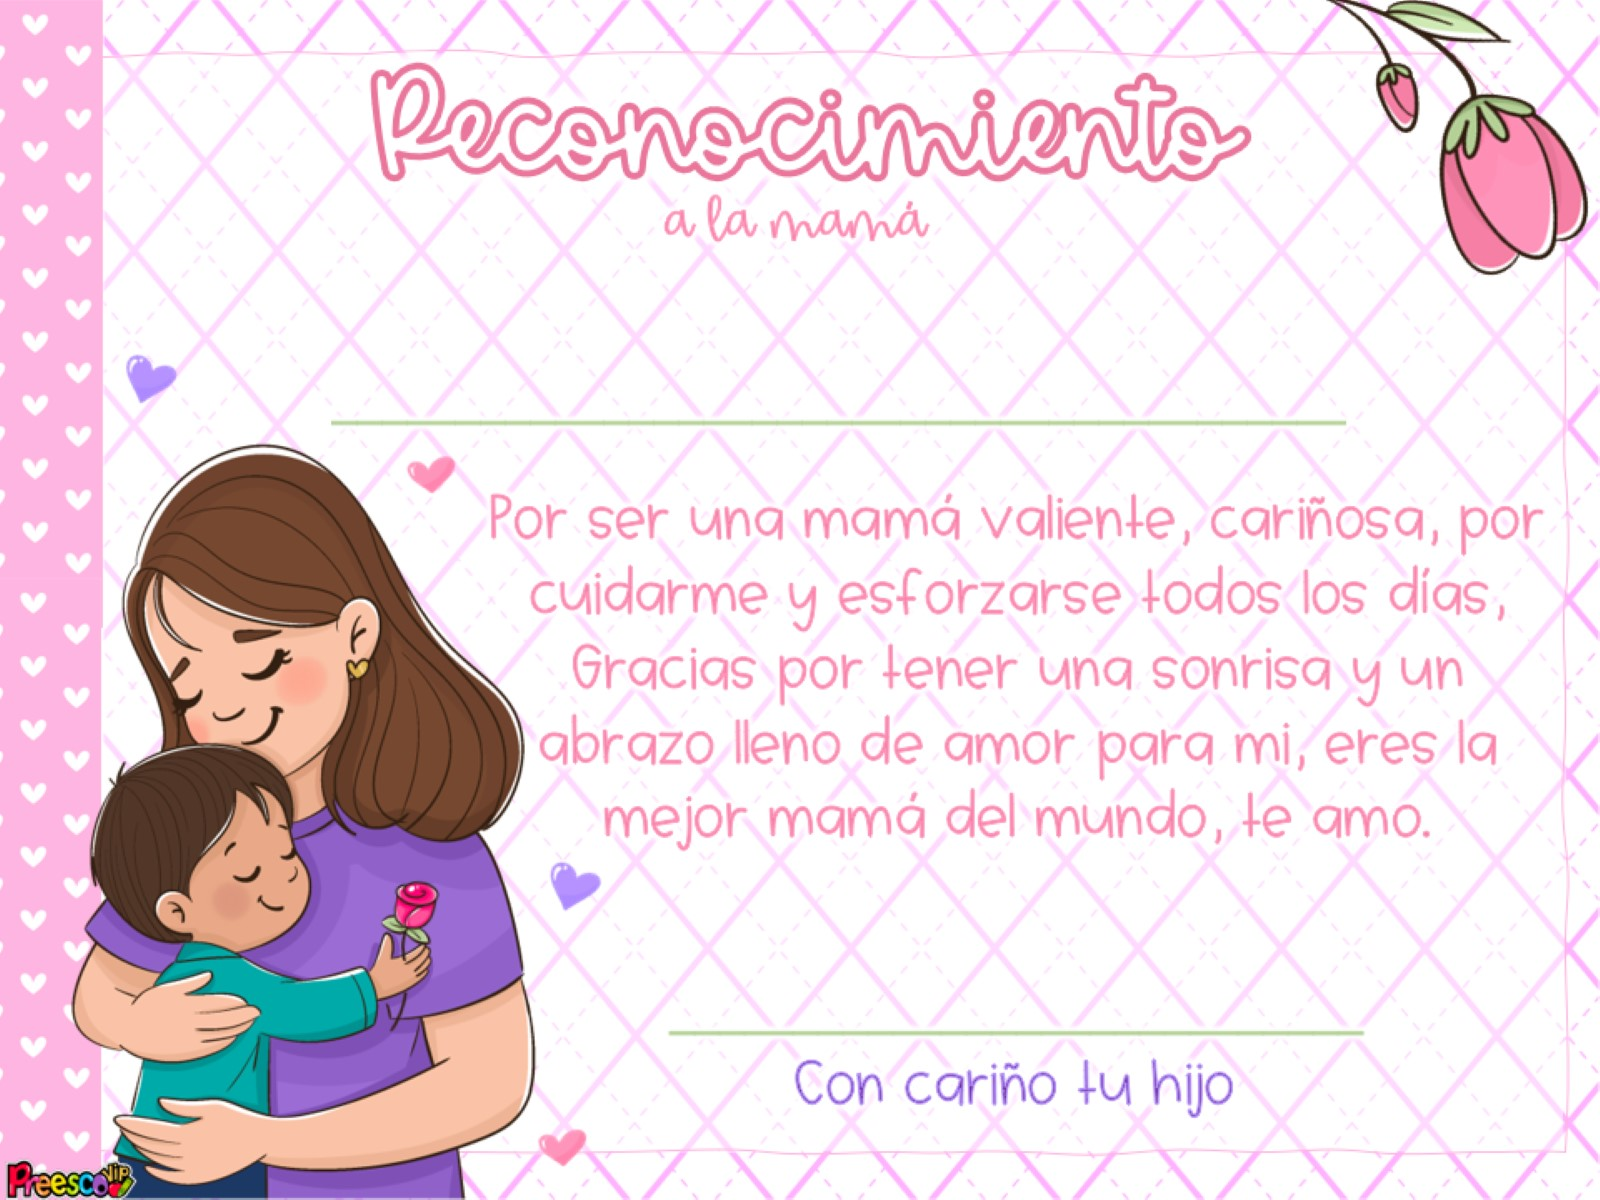 Reconocimiento
a la mamá
Por ser una mamá valiente, cariñosa, por
cuidarme y esforzarse todos los días,
Gracias por tener una sonrisa y un
abrazo lleno de amor para mi, eres la
mejor mamá del mundo, te amo.
Con cariño tu hijo
Preesco Vip